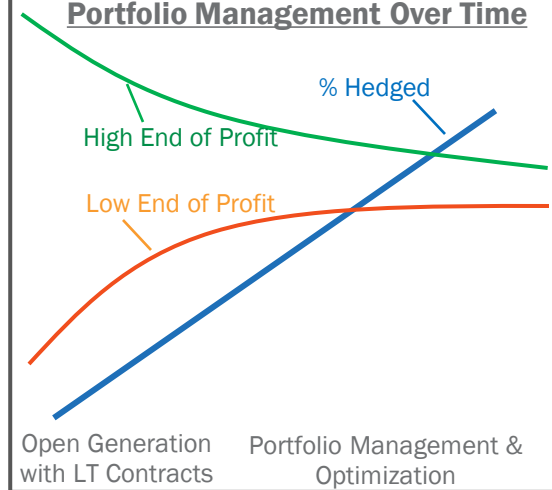 Portfolio Management Over Time
% Hedged
High End of Profit
Low End of Profit
Open Generation
with LT Contracts
Portfolio Management &
Optimization